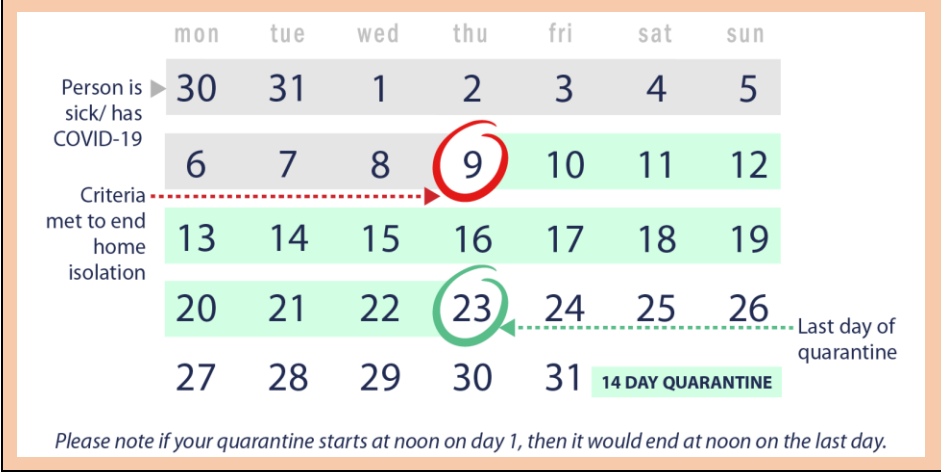 mon tue wed thu fri sat sun
Person is
sick/ has
COVID-19
30 31 1 2 3 4 5
6 7 8 9 10 11 12
Criteria
met to end
home
isolation
13 14 15 16 17 18 19
20 21 22 23 24 25 26
Last day of
quarantine
27 28 29 30 31 14 DAY QUARANTINE
Please note if your quarantine starts at noon on day 1, then it would end at noon on the last day.